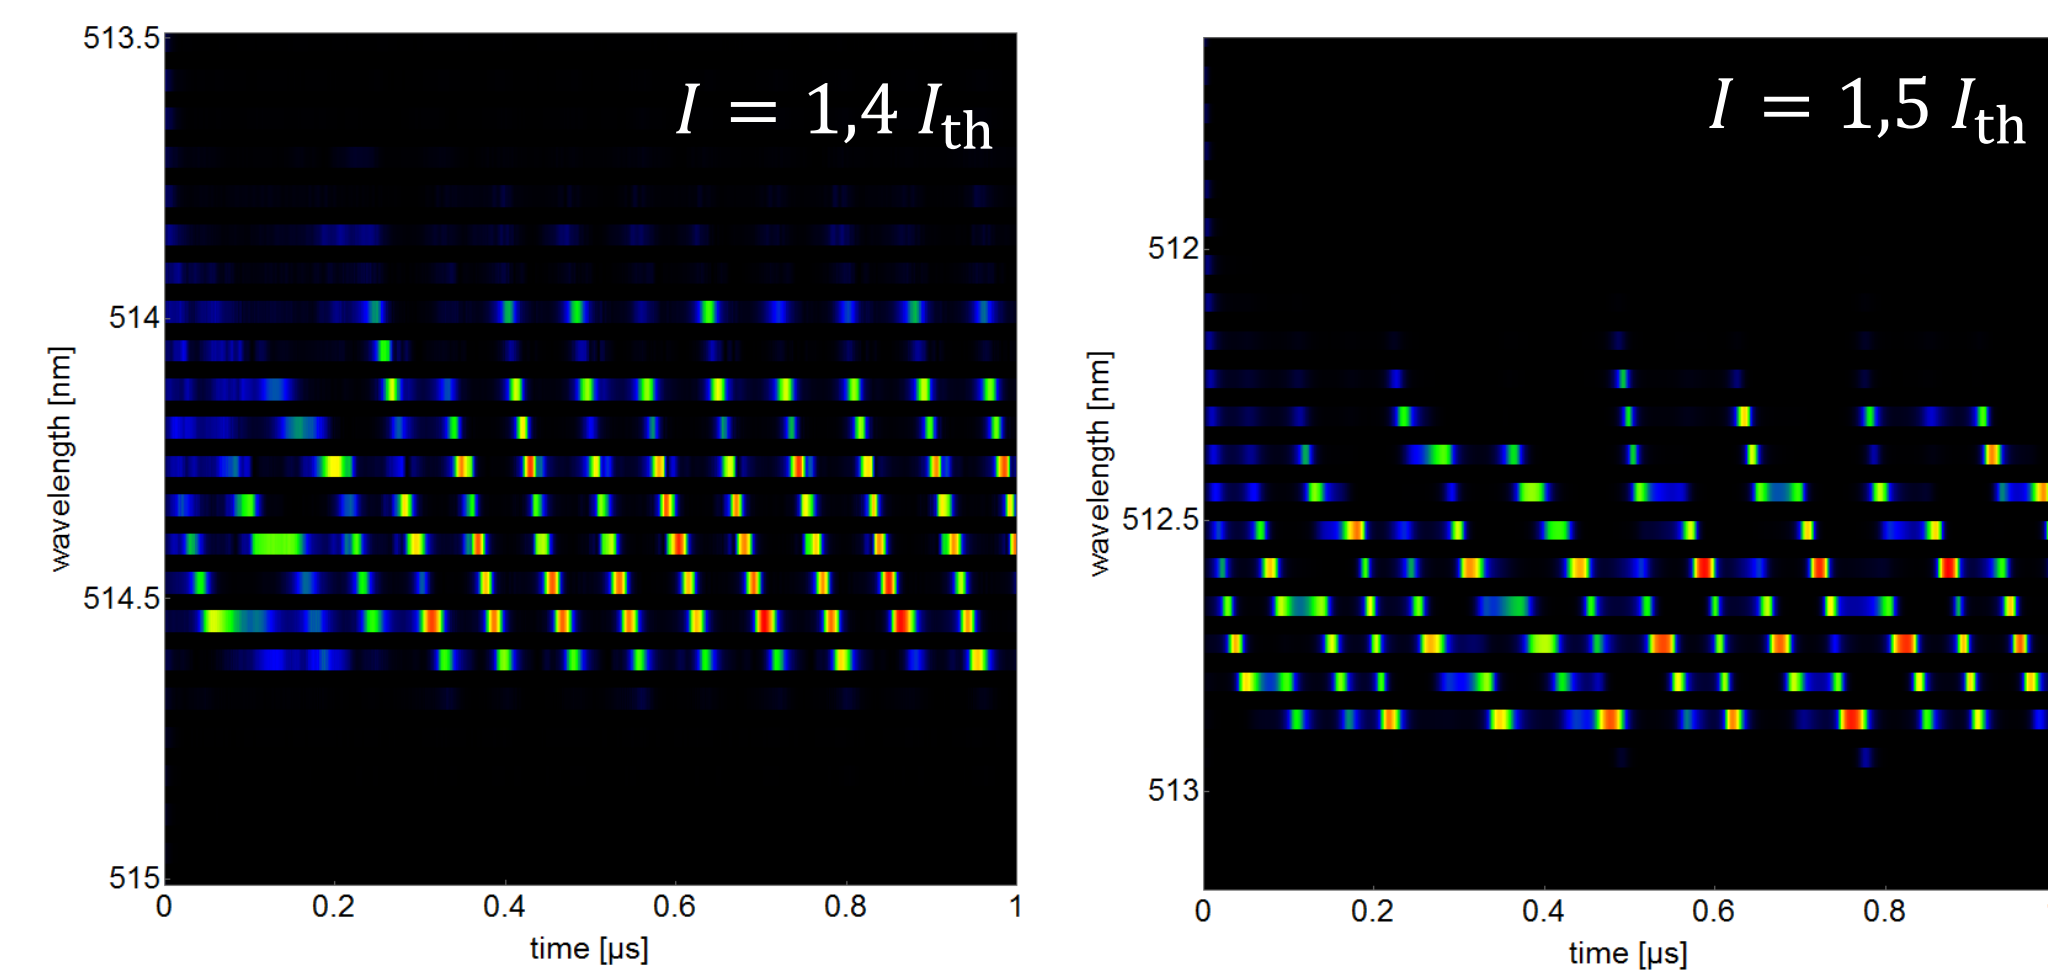 513.5
514
514.5
515
wavelength [nm]
0 0.2 0.4 0.6 0.8 1
time [µs]
I = 1,4 Ith
512
512.5
513
wavelength [nm]
0 0.2 0.4 0.6 0.8
time [µs]
I = 1,5 Ith